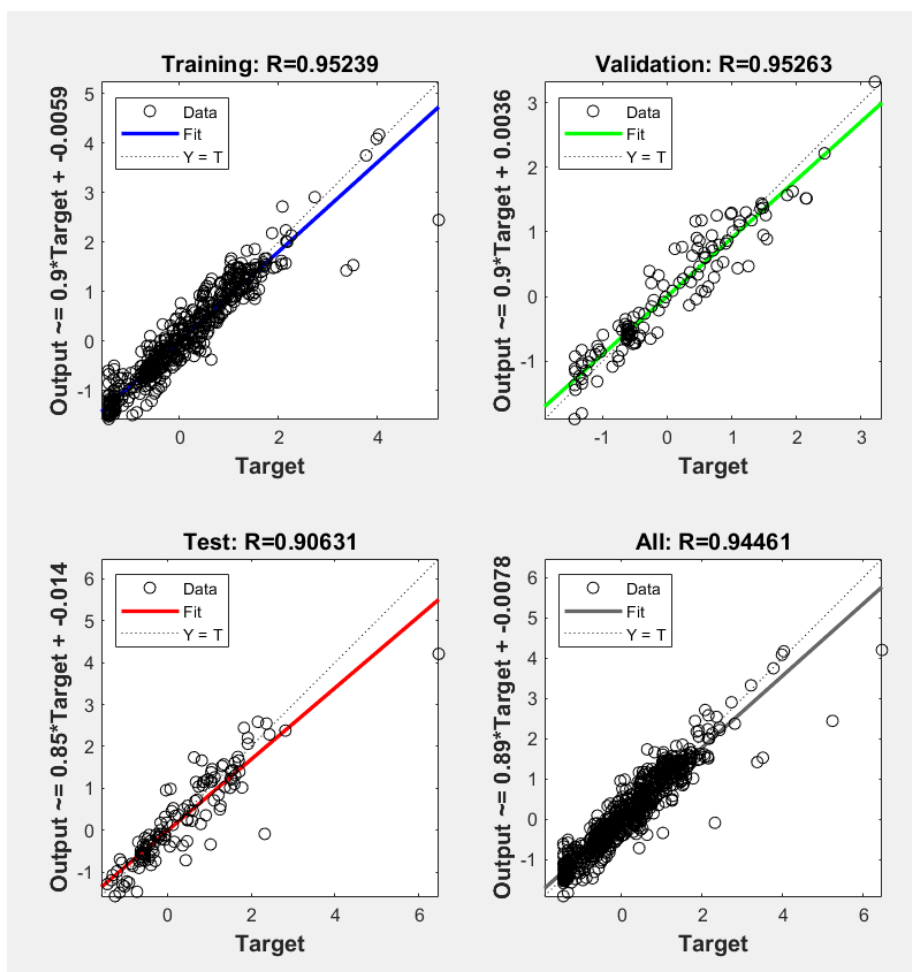 Training: R=0.95239
Output ~= 0.9*Target + -0.0059
Data
Fit
Y = T
5
4
3
2
1
0
-1
0
2
4
Target
Validation: R=0.95263
Output ~= 0.9*Target + 0.0036
Data
Fit
Y = T
3
2
1
0
-1
-1
0
1
2
3
Target
Test: R=0.90631
Output ~= 0.85*Target + -0.014
Data
Fit
Y = T
6
5
4
3
2
1
0
-1
0
2
4
6
Target
All: R=0.94461
Output ~= 0.89*Target + -0.0078
Data
Fit
Y = T
6
5
4
3
2
1
0
-1
0
2
4
6
Target